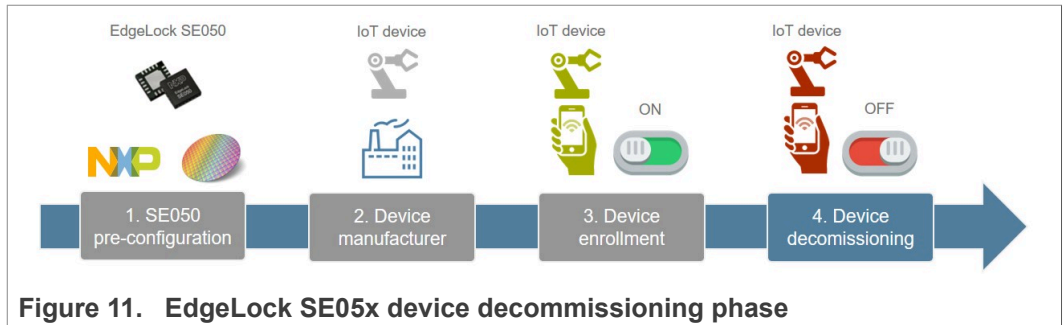 EdgeLock SE050
IoT device
IoT device
IoT device
ON
OFF
NXP
1. SE050
pre-configuration
2. Device
manufacturer
3. Device
enrollment
4. Device
decomissioning
Figure 11. EdgeLock SE05x device decommissioning phase